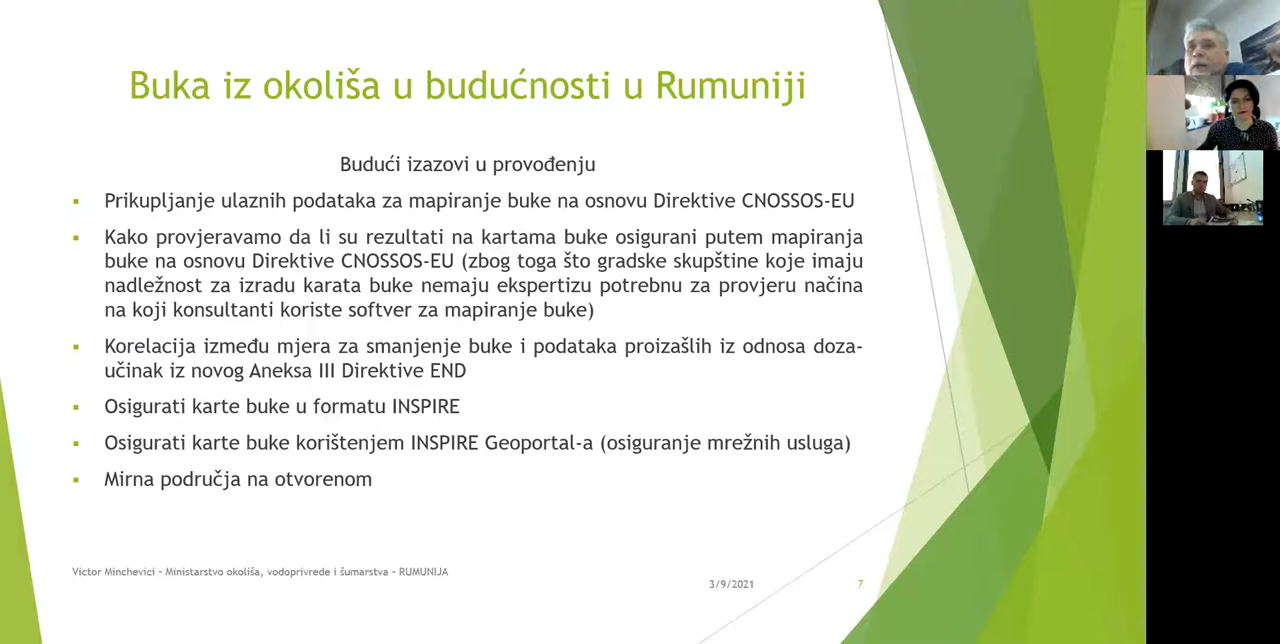 Buka iz okoliša u budućnosti u Rumuniji
Budući izazovi u provođenju
▪ Prikupljanje ulaznih podataka za mapiranje buke na osnovu Direktive CNOSSOS-EU
▪ Kako provjeravamo da li su rezultati na kartama buke osigurani putem mapiranja
buke na osnovu Direktive CNOSSOS-EU (zbog toga što gradske skupštine koje imaju
nadležnost za izradu karata buke nemaju ekspertizu potrebnu za provjeru načina
na koji konsultanti koriste softver za mapiranje buke)
▪ Korelacija između mjera za smanjenje buke i podataka proizašlih iz odnosa doza-
učinak iz novog Aneksa III Direktive END
▪ Osigurati karte buke u formatu INSPIRE
▪ Osigurati karte buke korištenjem INSPIRE Geoportal-a (osiguranje mrežnih usluga)
▪ Mirna područja na otvorenom
Victor Minchevici – Ministarstvo okoliša, vodoprivrede i šumarstva – RUMUNIJA
3/9/2021
7